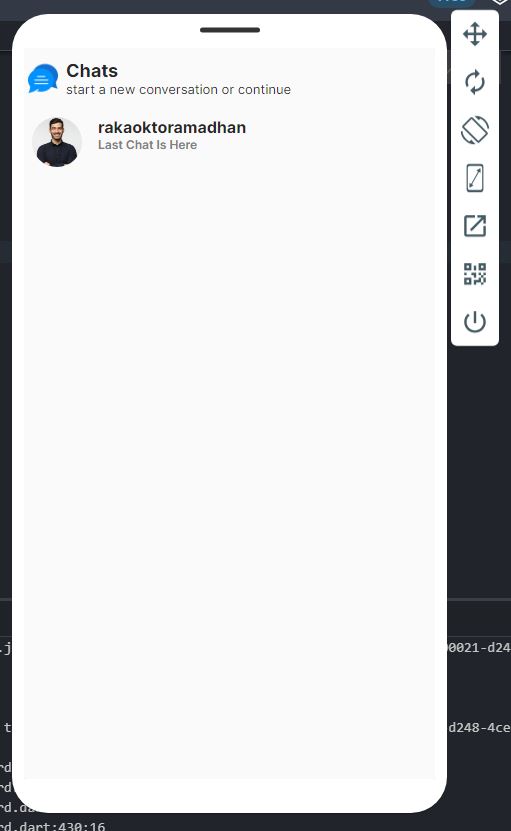 Chats
start a new conversation or continue
rakaoktoramadhan
Last Chat Is Here
.j
0021-d24
t
d248-4ce
rd
rd
rd.da
rd.dart:430:16